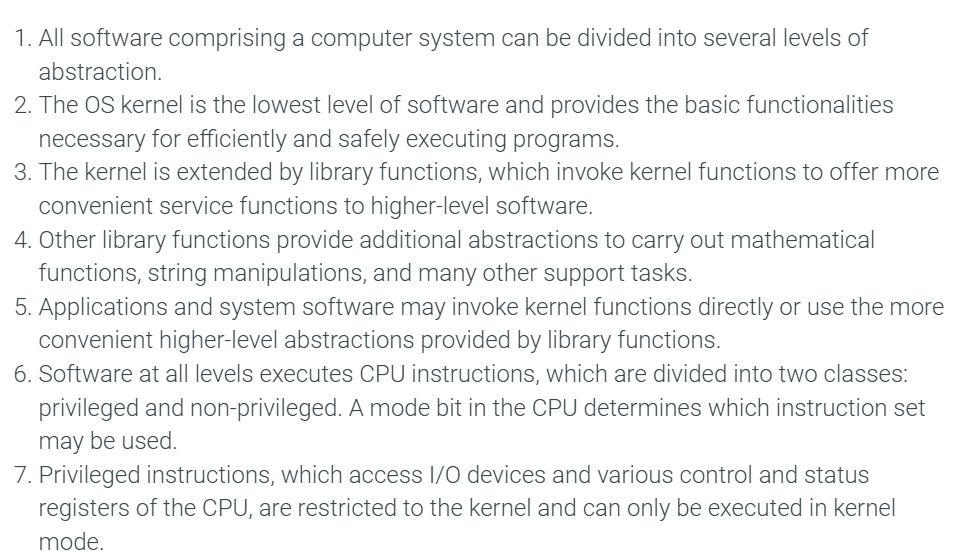 1. All software comprising a computer system can be divided into several levels of
abstraction.
2. The OS kernel is the lowest level of software and provides the basic functionalities
necessary for efficiently and safely executing programs.
3. The kernel is extended by library functions, which invoke kernel functions to offer more
convenient service functions to higher-level software.
4. Other library functions provide additional abstractions to carry out mathematical
functions, string manipulations, and many other support tasks.
5. Applications and system software may invoke kernel functions directly or use the more
convenient higher-level abstractions provided by library functions.
6. Software at all levels executes CPU instructions, which are divided into two classes:
privileged and non-privileged. A mode bit in the CPU determines which instruction set
may be used.
7. Privileged instructions, which access I/O devices and various control and status
registers of the CPU, are restricted to the kernel and can only be executed in kernel
mode.